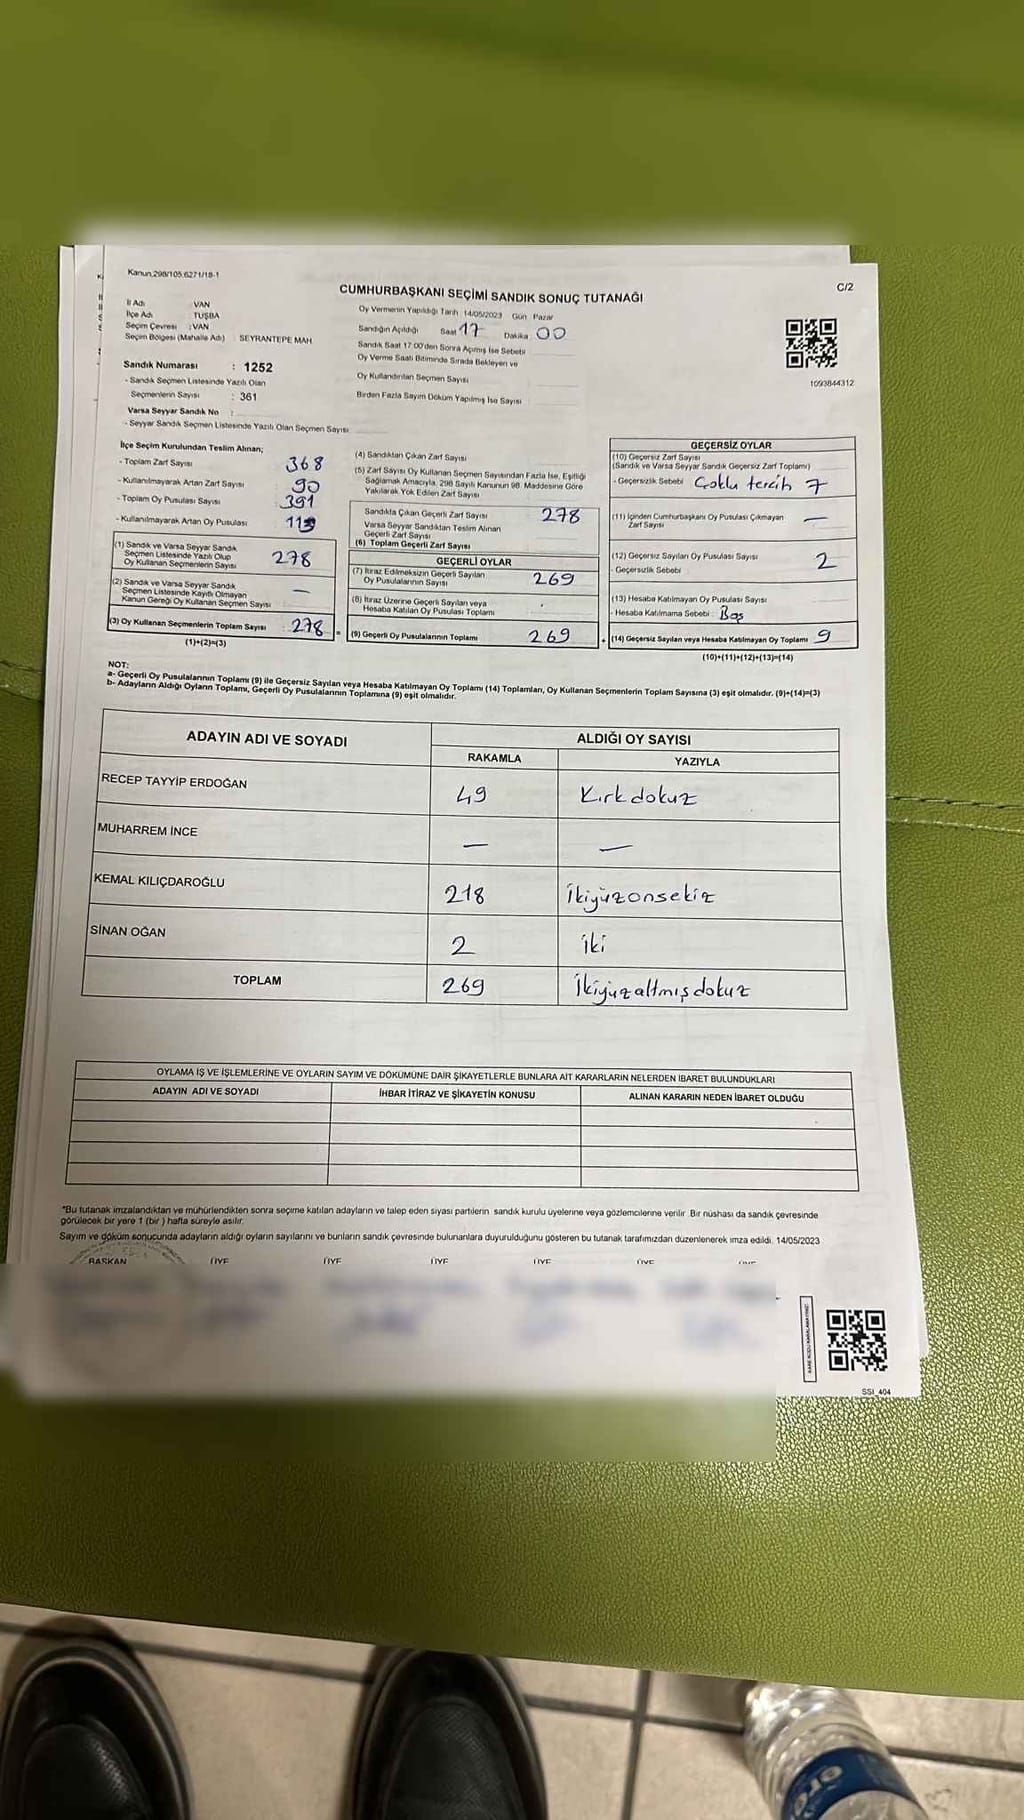 Kanun,298/105,6271/18-1
C/2
CUMHURBAŞKANI SEÇİMİ SANDIK SONUÇ TUTANAĞI
İl Adı VAN
İlçe Adı TUŞBA
Seçim Çevresi :VAN
Seçim Bölgesi (Mahalle Adı) SEYRANTEPE MAH
Oy Vermenin Yapıldığı Tarih 14/05/2023 Gün Pazar
Sandığın Açıldığı Saat 17 Dakika 00
Sandık Saat 17:00'den Sonra Açmış İse Sebebi
Oy Verme Saati Bitiminde Sırada Bekleyen ve
Oy Kullandırılan Seçmen Sayısı
Birden Fazla Sayım Döküm Yapılmış İse Sayısı
1093844312
Sandık Numarası : 1252
- Sandık Seçmen Listesinde Yazılı Olan
Seçmenlerin Sayısı : 361
Varsa Seyyar Sandık No :
- Seyyar Sandık Seçmen Listesinde Yazılı Olan Seçmen Sayısı
İlçe Seçim Kurulundan Teslim Alınan;
- Toplam Zarf Sayısı 368
- Kullanılmayarak Artan Zarf Sayısı 90
- Toplam Oy Pusulası Sayısı 391
- Kullanılmayarak Artan Oy Pusulası
(1) Sandık ve Varsa Seyyar Sandık
Seçmen Listesinde Yazılı Olup
Oy Kullanan Seçmenlerin Sayısı 278
(2) Sandık ve Varsa Seyyar Sandık
Seçmen Listesinde Kayıtlı Olmayan
Kanun Gereği Oy Kullanan Seçmen Sayısı —
(3) Oy Kullanan Seçmenlerin Toplam Sayısı 278
(1)+(2)=(3)
(4) Sandıktan Çıkan Zarf Sayısı
(5) Zarf Sayısı Oy Kullanan Seçmen Sayısından Fazla İse, Eşitliği
Sağlamak Amacıyla, 298 Sayılı Kanunun 98. Maddesine Göre
Yakılarak Yok Edilen Zarf Sayısı
Sandıkta Çıkan Geçerli Zarf Sayısı 278
Varsa Seyyar Sandıktan Teslim Alınan
Geçerli Zarf Sayısı
(6) Toplam Geçerli Zarf Sayısı
GEÇERLİ OYLAR
(7) İtiraz Edilmeksizin Geçerli Sayılan
Oy Pusulalarının Sayısı 269
(8) İtiraz Üzerine Geçerli Sayılan veya
Hesaba Katılan Oy Pusulası Toplamı
(9) Geçerli Oy Pusulalarının Toplamı 269
GEÇERSİZ OYLAR
(10) Geçersiz Zarf Sayısı
(Sandık ve Varsa Seyyar Sandık Geçersiz Zarf Toplamı)
- Geçersizlik Sebebi Çoklu tercih 7
(11) İçinden Cumhurbaşkanı Oy Pusulası Çıkmayan
Zarf Sayısı —
(12) Geçersiz Sayılan Oy Pusulası Sayısı 2
- Geçersizlik Sebebi
(13) Hesaba Katılmayan Oy Pusulası Sayısı
- Hesaba Katılmama Sebebi Boş
(14) Geçersiz Sayılan veya Hesaba Katılmayan Oy Toplamı 9
(10)+(11)+(12)+(13)=(14)
NOT:
a- Geçerli Oy Pusulalarının Toplamı (9) ile Geçersiz Sayılan veya Hesaba Katılmayan Oy Toplamı (14) Toplamları, Oy Kullanan Seçmenlerin Toplam Sayısına (3) eşit olmalıdır. (9)+(14)=(3)
b- Adayların Aldığı Oyların Toplamı, Geçerli Oy Pusulalarının Toplamına (9) eşit olmalıdır.
ADAYIN ADI VE SOYADI ALDIĞI OY SAYISI
RAKAMLA YAZIYLA
RECEP TAYYİP ERDOĞAN 49 Kırkdokuz
MUHARREM İNCE — —
KEMAL KILIÇDAROĞLU 218 İkiyüzonsekiz
SİNAN OĞAN 2 iki
TOPLAM 269 İkiyüzaltmışdokuz
OYLAMA İŞ VE İŞLEMLERİNE VE OYLARIN SAYIM VE DÖKÜMÜNE DAİR ŞİKAYETLERLE BUNLARA AİT KARARLARIN NELERDEN İBARET BULUNDUKLARI
ADAYIN ADI VE SOYADI İHBAR İTİRAZ VE ŞİKAYETİN KONUSU ALINAN KARARIN NEDEN İBARET OLDUĞU
"Bu tutanak imzalandıktan ve mühürlendikten sonra seçime katılan adayların ve talep eden siyasi partilerin sandık kurulu üyelerine veya gözlemcilerine verilir. Bir nüshası da sandık çevresinde
görülecek bir yere 1 (bir ) hafta süreyle asılır.
Sayım ve döküm sonucunda adayların aldığı oyların sayılarını ve bunların sandık çevresinde bulunanlara duyurulduğunu gösteren bu tutanak tarafımızdan düzenlenerek imza edildi. 14/05/2023
BAŞKAN ÜYE ÜYE ÜYE ÜYE ÜYE
SSI_404